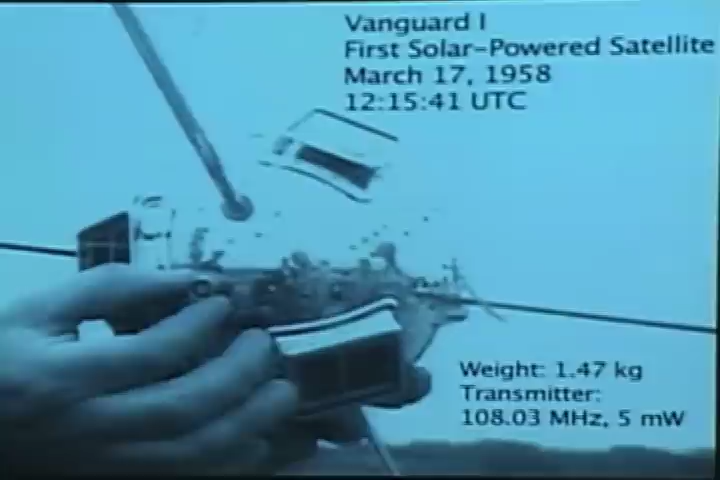 Vanguard I
First Solar-Powered Satellite
March 17, 1958
12:15:41 UTC
Weight: 1.47 kg
Transmitter:
108.03 MHz, 5 mW